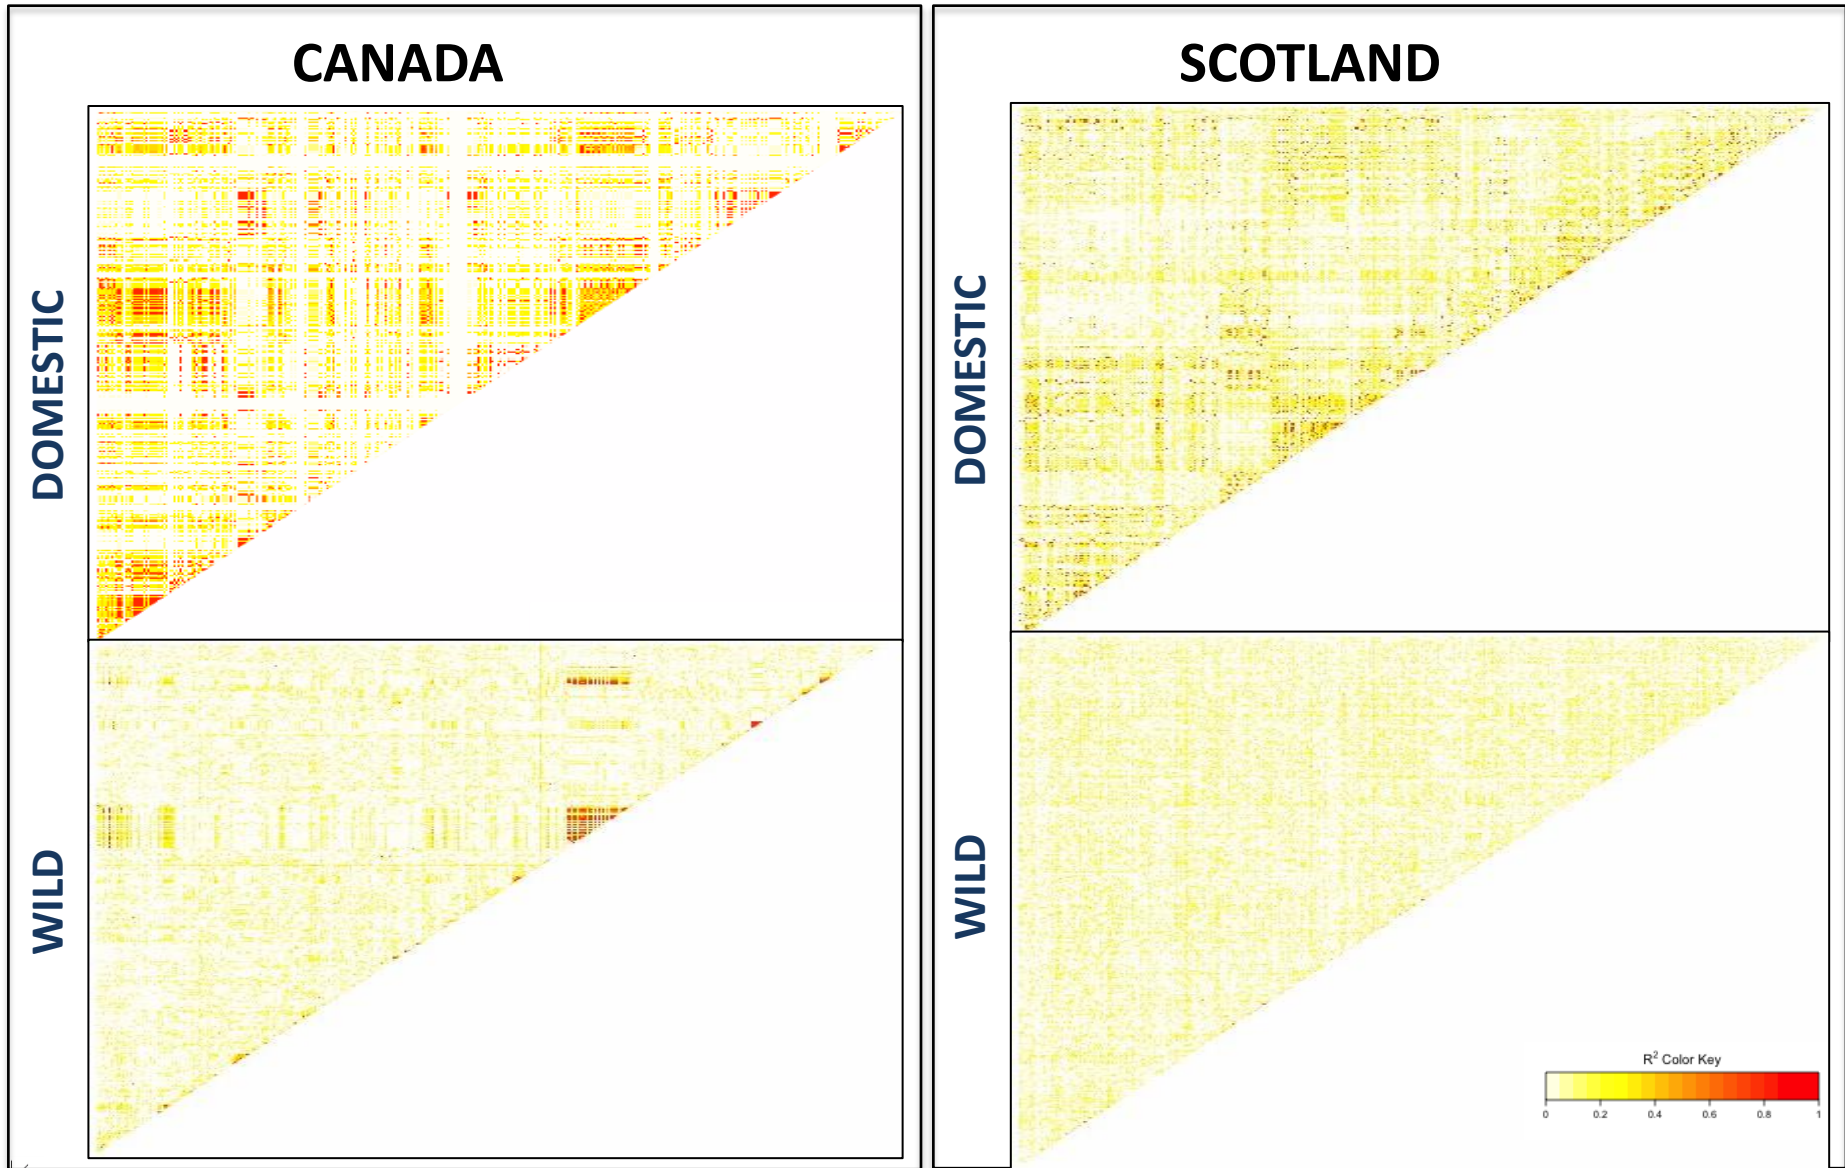 CANADA
DOMESTIC
WILD
SCOTLAND
DOMESTIC
WILD
R² Color Key
0 0.2 0.4 0.6 0.8 1